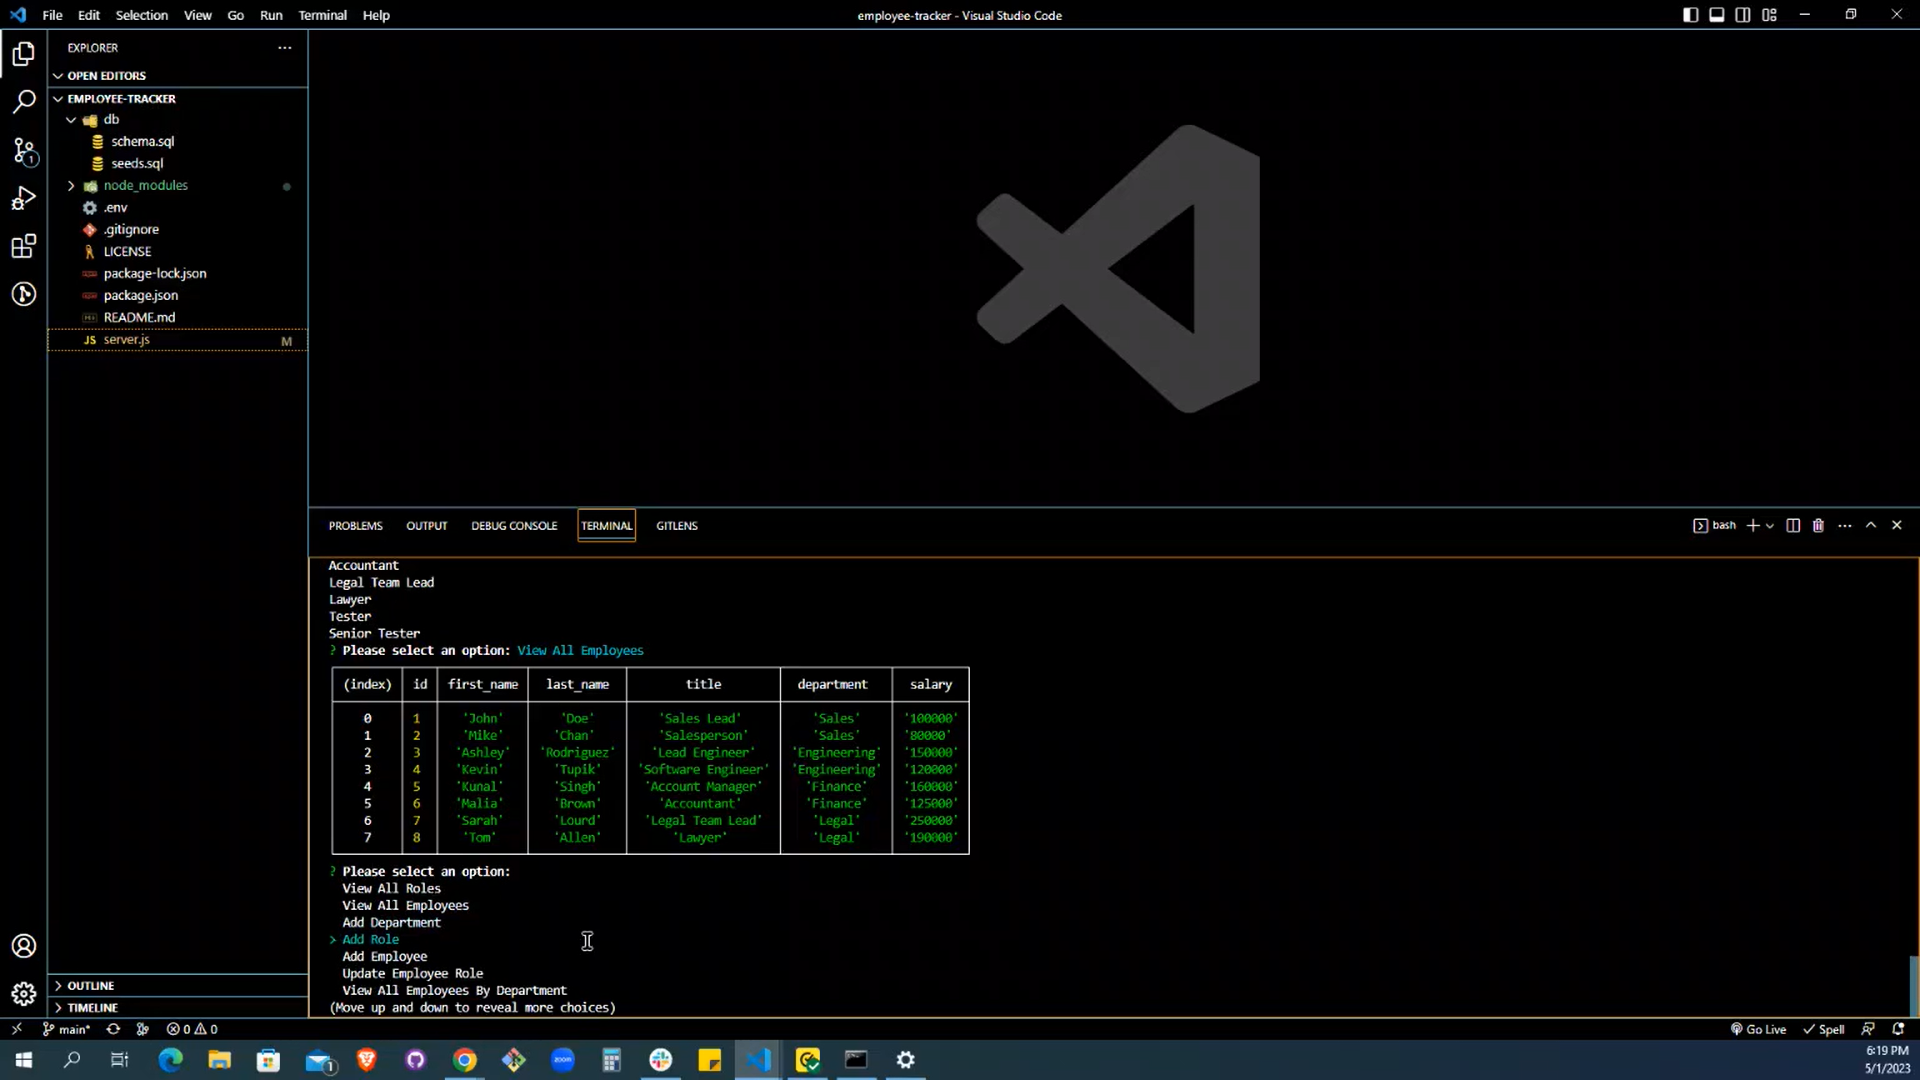 File Edit Selection View Go Run Terminal Help
employee-tracker - Visual Studio Code
EXPLORER
OPEN EDITORS
EMPLOYEE-TRACKER
db
schema.sql
seeds.sql
node_modules
.env
.gitignore
LICENSE
package-lock.json
package.json
README.md
JS server.js M
OUTLINE
TIMELINE
PROBLEMS OUTPUT DEBUG CONSOLE TERMINAL GITLENS
bash
Accountant
Legal Team Lead
Lawyer
Tester
Senior Tester
? Please select an option: View All Employees
(index) id first_name last_name title department salary
0 1 'John' 'Doe' 'Sales Lead' 'Sales' '100000'
1 2 'Mike' 'Chan' 'Salesperson' 'Sales' '80000'
2 3 'Ashley' 'Rodriguez' 'Lead Engineer' 'Engineering' '150000'
3 4 'Kevin' 'Tupik' 'Software Engineer' 'Engineering' '120000'
4 5 'Kunal' 'Singh' 'Account Manager' 'Finance' '160000'
5 6 'Malia' 'Brown' 'Accountant' 'Finance' '125000'
6 7 'Sarah' 'Lourd' 'Legal Team Lead' 'Legal' '250000'
7 8 'Tom' 'Allen' 'Lawyer' 'Legal' '190000'
? Please select an option:
View All Roles
View All Employees
Add Department
> Add Role
Add Employee
Update Employee Role
View All Employees By Department
(Move up and down to reveal more choices)
main* 0 0
Go Live Spell
zoom
6:19 PM
5/1/2023